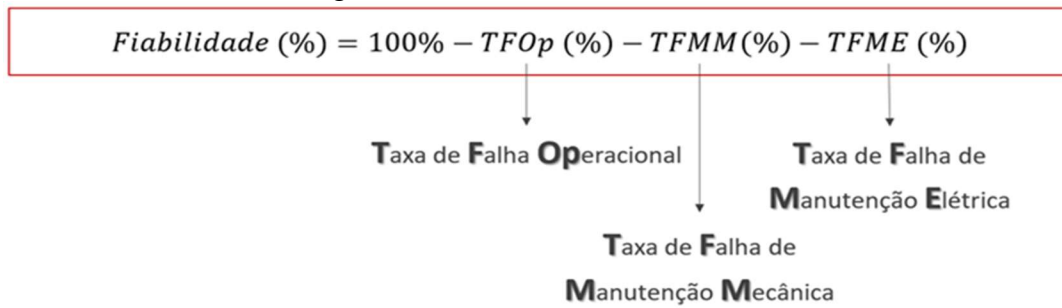 Fiabilidade (%) = 100% − TFOp (%) − TFMM(%) − TFME (%)
Taxa de Falha Operacional
Taxa de Falha de
Manutenção Elétrica
Taxa de Falha de
Manutenção Mecânica